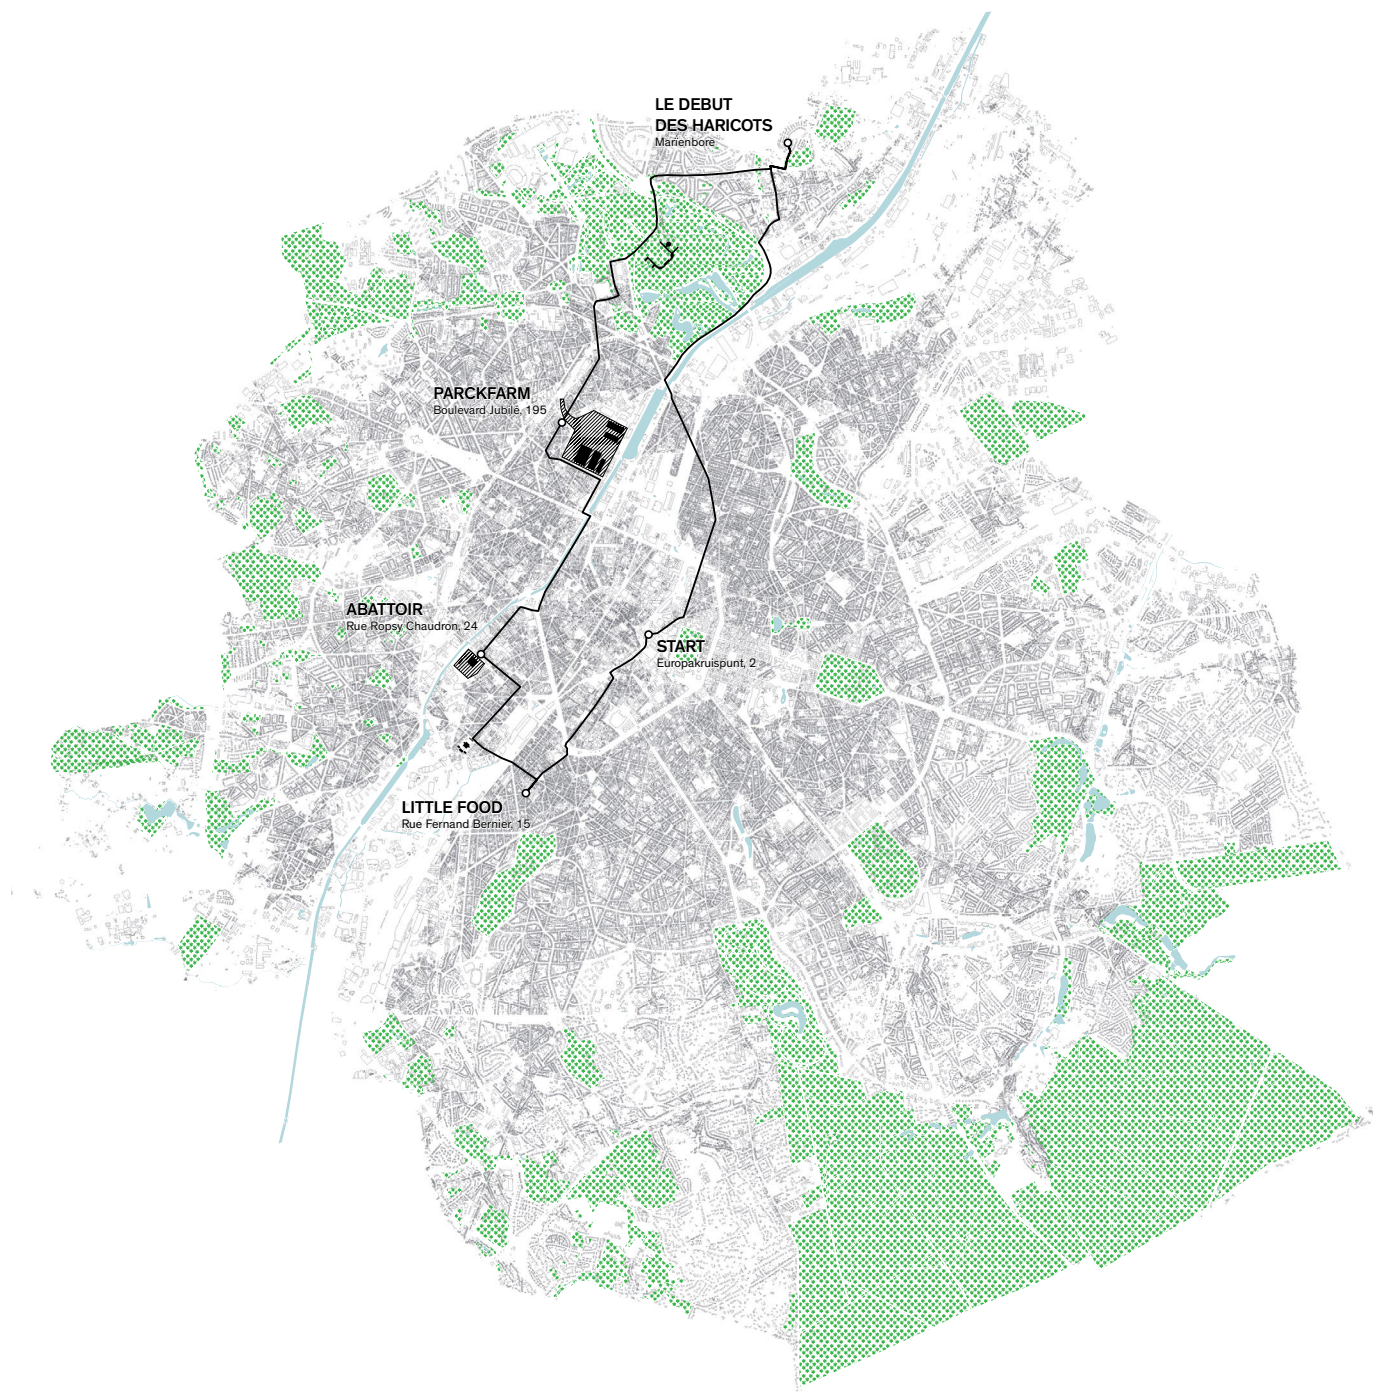 LE DEBUT
DES HARICOTS
Marienbore
PARCKFARM
Boulevard Jubilé, 195
ABATTOIR
Rue Ropsy Chaudron, 24
START
Europakruispunt, 2
LITTLE FOOD
Rue Fernand Bernier, 15